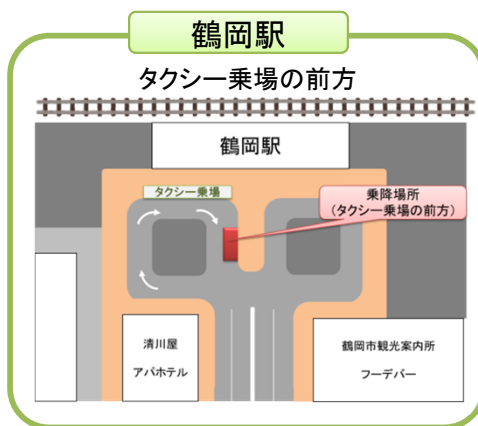 鶴岡駅
タクシー乗場の前方
鶴岡駅
タクシー乗場
乗降場所
（タクシー乗場の前方）
清川屋
アパホテル
鶴岡市観光案内所
フーデバー